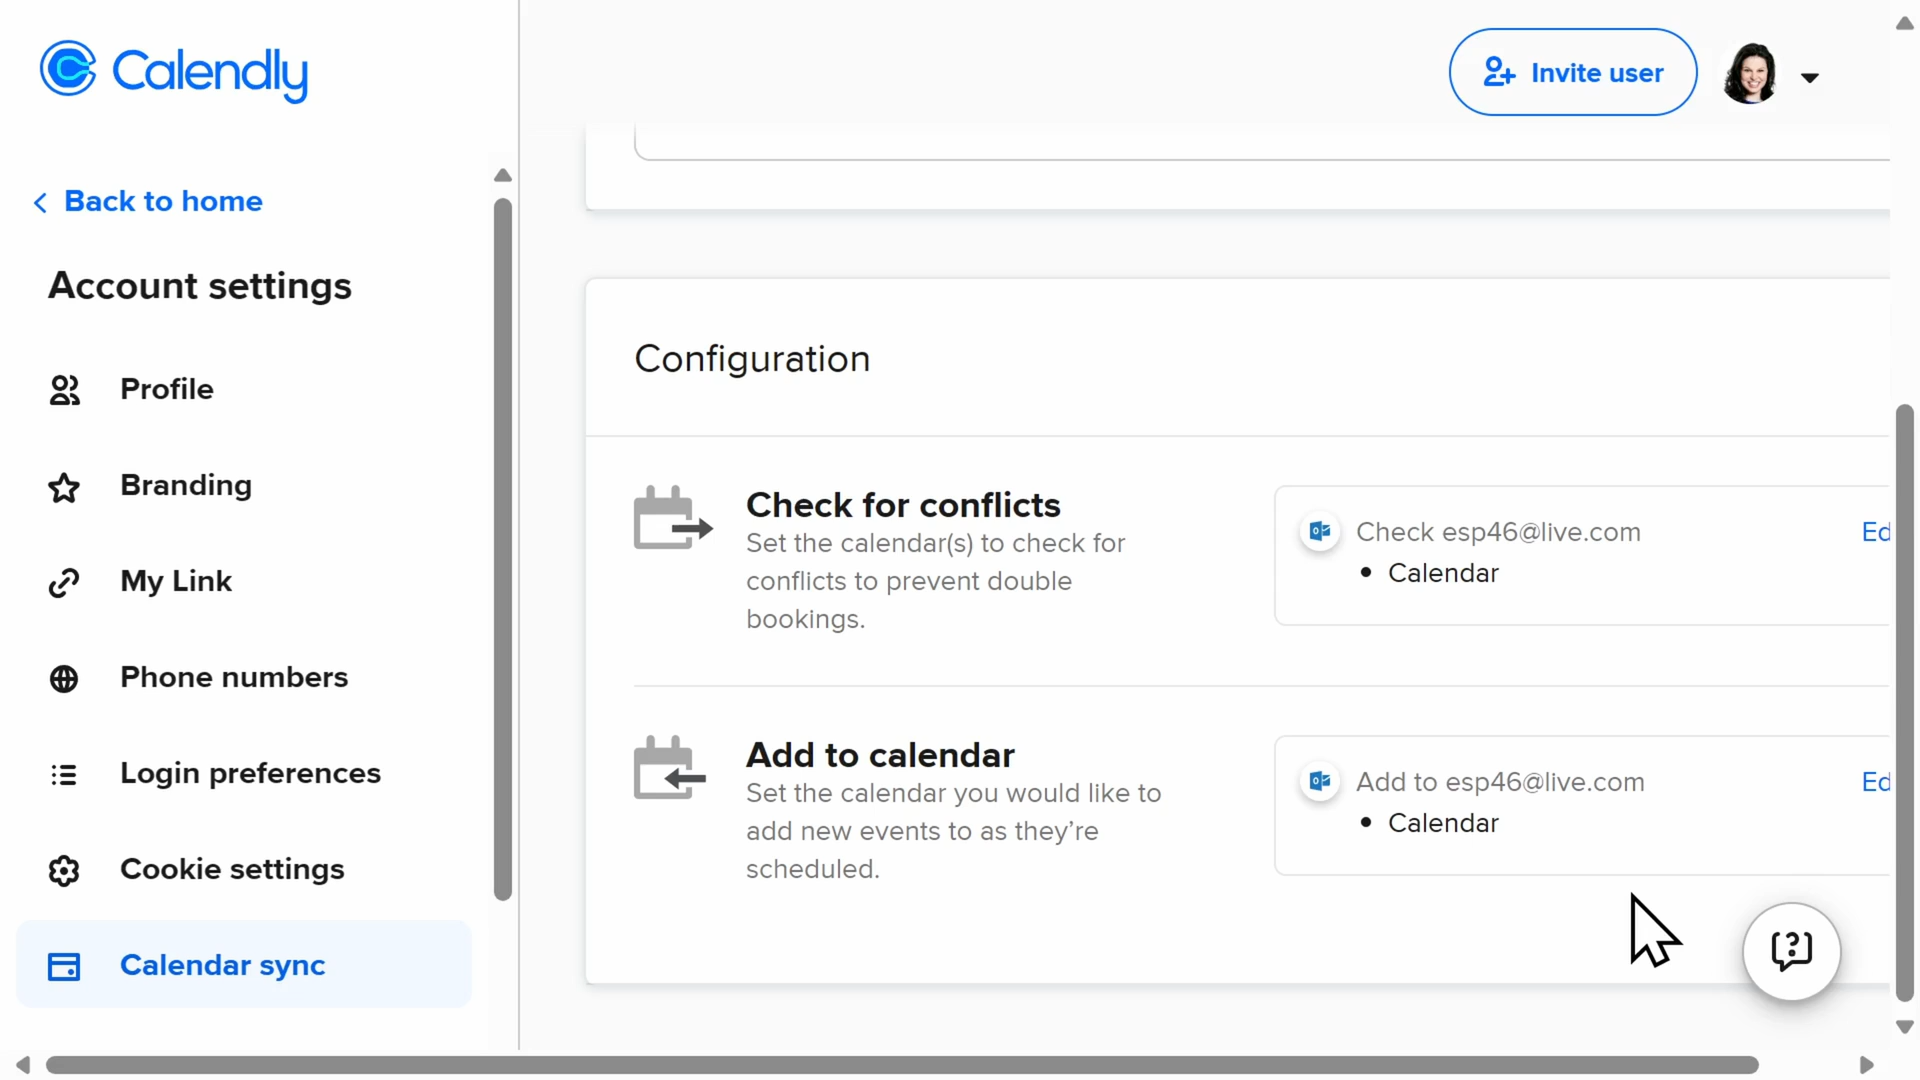 Calendly
Invite user
Back to home
Account settings
Profile
Branding
My Link
Phone numbers
Login preferences
Cookie settings
Calendar sync
Configuration
Check for conflicts
Set the calendar(s) to check for
conflicts to prevent double
bookings.
Check esp46@live.com
Ed
• Calendar
Add to calendar
Set the calendar you would like to
add new events to as they’re
scheduled.
Add to esp46@live.com
Ed
• Calendar